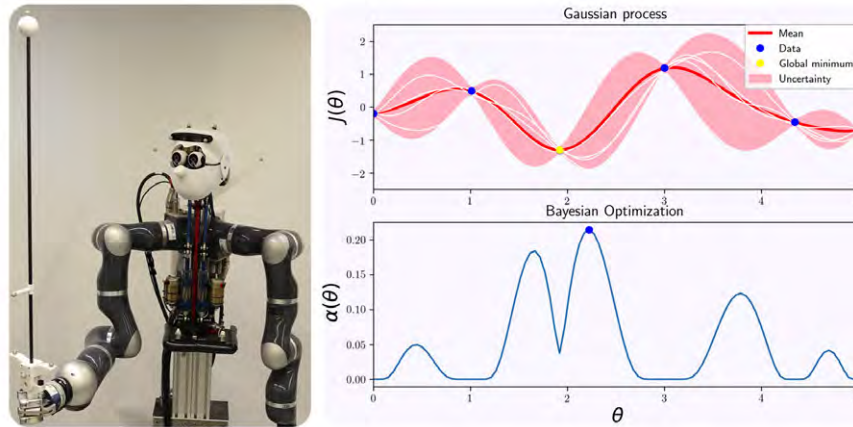 Gaussian process
Mean
Data
Global minimum
Uncertainty
J(θ)
2
1
0
-1
-2
0
1
2
3
4
Bayesian Optimization
α(θ)
0.20
0.15
0.10
0.05
0.00
0
1
2
3
4
θ